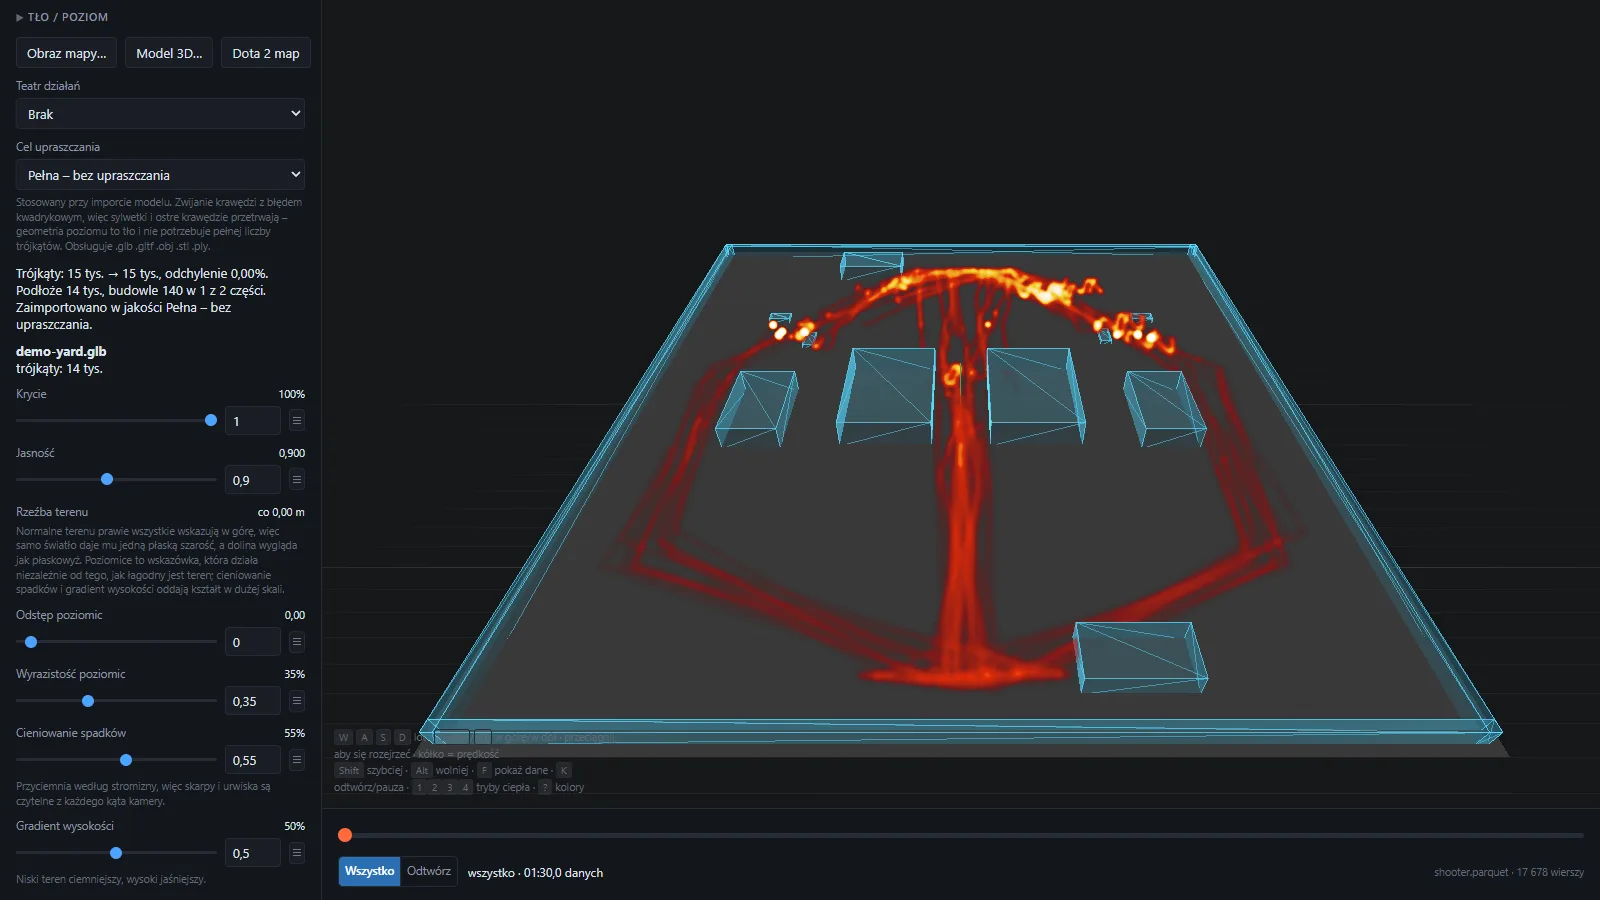 ▶ TŁO / POZIOM
Obraz mapy... Model 3D... Dota 2 map
Teatr działań
Brak
Cel upraszczania
Pełna – bez upraszczania
Stosowany przy imporcie modelu. Zwijanie krawędzi z błędem
kwadrykowym, więc sylwetki i ostre krawędzie przetrwają –
geometria poziomu to tło i nie potrzebuje pełnej liczby
trójkątów. Obsługuje .glb .gltf .obj .stl .ply.
Trójkąty: 15 tys. → 15 tys., odchylenie 0,00%.
Podłoże 14 tys., budowle 140 w 1 z 2 części.
Zaimportowano w jakości Pełna – bez
upraszczania.
demo-yard.glb
trójkąty: 14 tys.
Krycie 100%
1
Jasność 0,900
0,9
Rzeźba terenu co 0,00 m
Normalne terenu prawie wszystkie wskazują w górę, więc
samo światło daje mu jedną płaską szarość, a dolina wygląda
jak płaskowyż. Poziomice to wskazówka, która działa
niezależnie od tego, jak łagodny jest teren; cieniowanie
spadków i gradient wysokości oddają kształt w dużej skali.
Odstęp poziomic 0,00
0
Wyrazistość poziomic 35%
0,35
Cieniowanie spadków 55%
0,55
Przyciemnia według stromizny, więc skarpy i urwiska są
czytelne z każdego kąta kamery.
Gradient wysokości 50%
0,5
Niski teren ciemniejszy, wysoki jaśniejszy.
W A S D w górę/w dół · przeciągnij,
aby się rozejrzeć · kółko = prędkość
Shift szybciej · Alt wolniej · F pokaż dane · K
odtwórz/pauza · 1 2 3 4 tryby ciepła · ? kolory
Wszystko Odtwórz wszystko · 01:30,0 danych
shooter.parquet · 17 678 wierszy